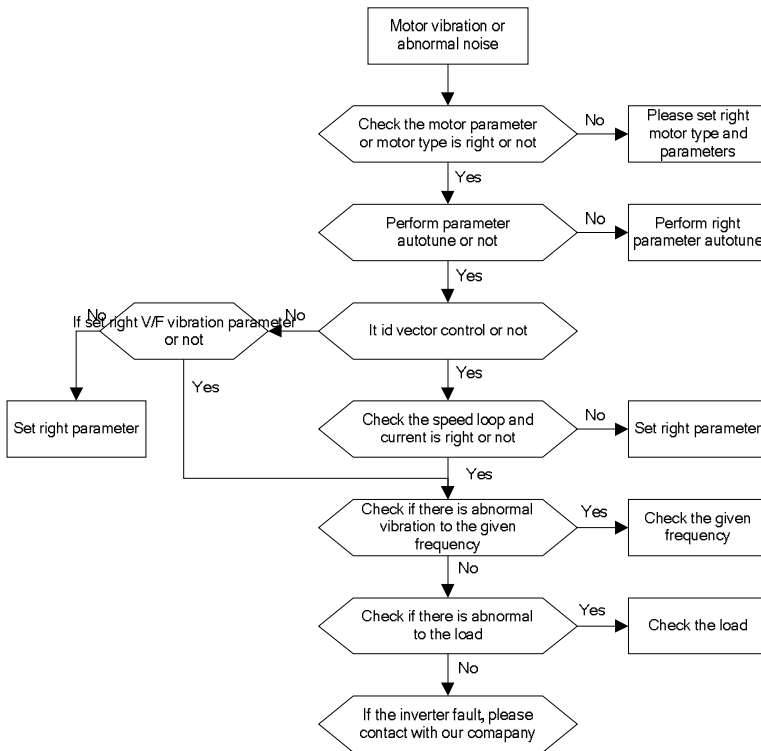 Motor vibration or
abnormal noise
Check the motor parameter
or motor type is right or not
No
Please set right
motor type and
parameters
Yes
Perform parameter
autotune or not
No
Perform right
parameter autotune
Yes
No
If set right V/F vibration parameter
or not
No
It id vector control or not
Yes
Yes
Set right parameter
Check the speed loop and
current is right or not
No
Set right parameter
Yes
Check if there is abnormal
vibration to the given
frequency
Yes
Check the given
frequency
No
Check if there is abnormal
to the load
Yes
Check the load
No
If the inverter fault, please
contact with our comapany